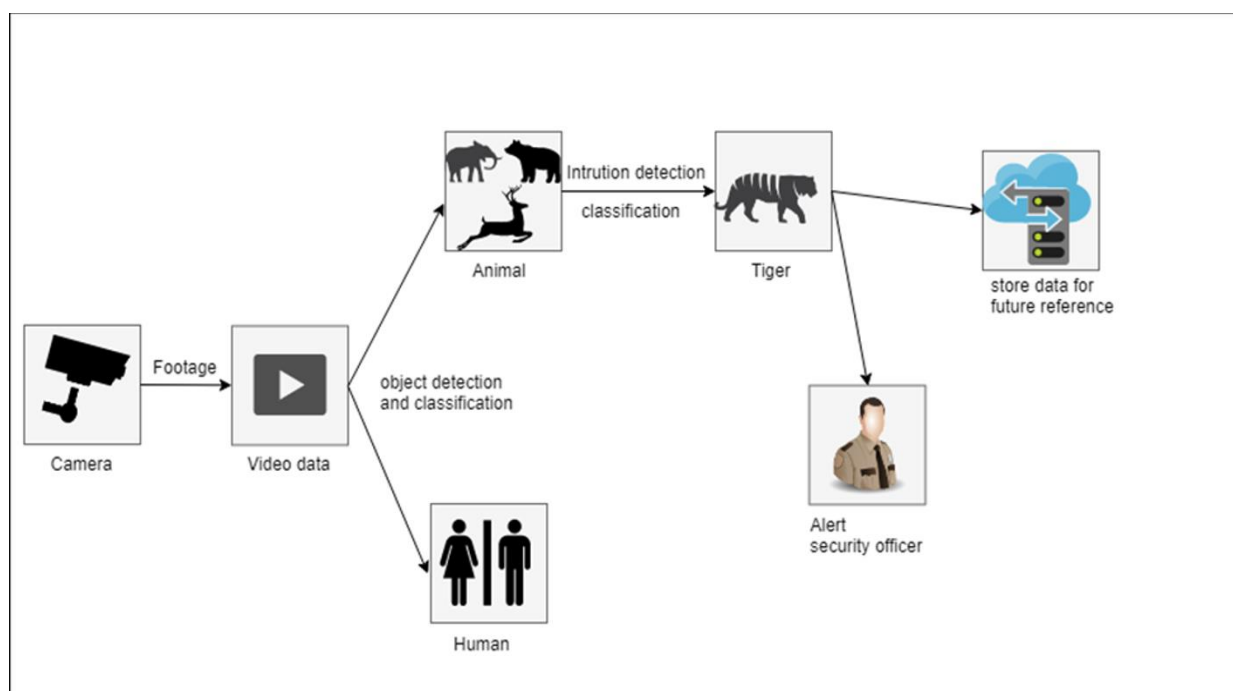 Intrution detection
classification
Animal
Tiger
store data for
future reference
Footage
object detection
and classification
Camera
Video data
Alert
security officer
Human